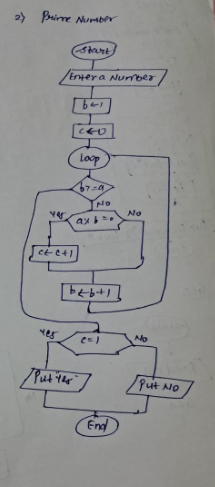 2) Prime Number
Start
Enter a Number
b←1
c←0
Loop
b>=a
NO
Yes a%b=0 NO
c←c+1
b←b+1
Yes c=1 NO
Put "Yes" Put NO
End